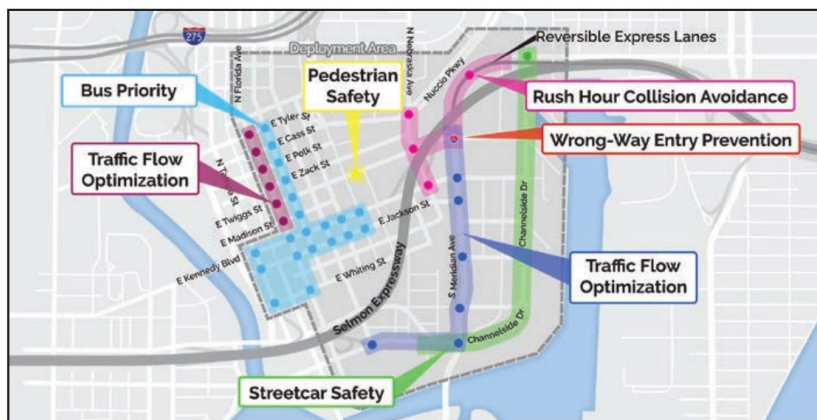 275
Deployment Area
N Nebraska Ave
Reversible Express Lanes
N Florida Ave
Nuccio Pkwy
Bus Priority
Pedestrian
Safety
Rush Hour Collision Avoidance
E Tyler St
E Cass St
Wrong-Way Entry Prevention
E Polk St
Traffic Flow
Optimization
E Zack St
E Twiggs St
E Madison St
E Jackson St
Channelside Dr
E Kennedy Blvd
E Whiting St
S Meridian Ave
Traffic Flow
Optimization
Selmon Expressway
Channelside Dr
Streetcar Safety